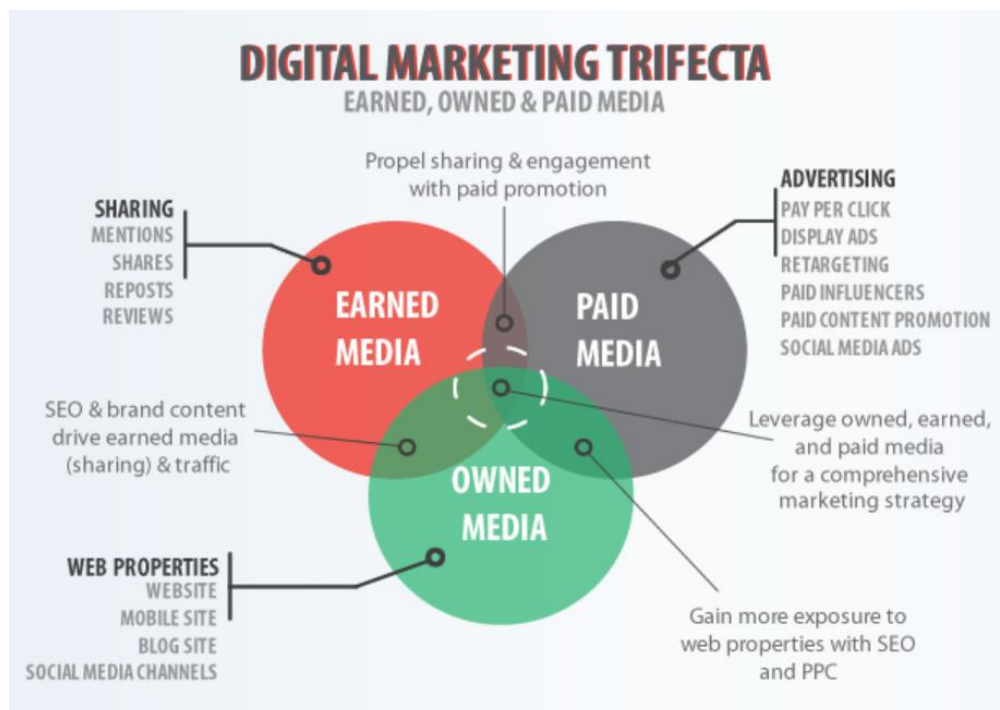 DIGITAL MARKETING TRIFECTA
EARNED, OWNED & PAID MEDIA
Propel sharing & engagement
with paid promotion
SHARING
MENTIONS
SHARES
REPOSTS
REVIEWS
ADVERTISING
PAY PER CLICK
DISPLAY ADS
RETARGETING
PAID INFLUENCERS
PAID CONTENT PROMOTION
SOCIAL MEDIA ADS
EARNED
MEDIA
PAID
MEDIA
SEO & brand content
drive earned media
(sharing) & traffic
Leverage owned, earned,
and paid media
for a comprehensive
marketing strategy
OWNED
MEDIA
WEB PROPERTIES
WEBSITE
MOBILE SITE
BLOG SITE
SOCIAL MEDIA CHANNELS
Gain more exposure to
web properties with SEO
and PPC